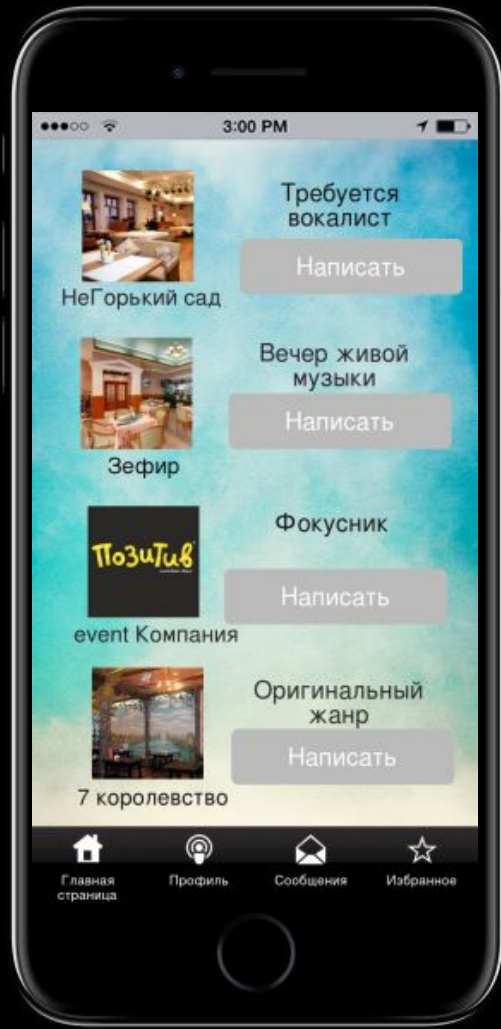 3:00 PM
Требуется
вокалист
Написать
НеГорький сад
Вечер живой
музыки
Написать
Зефир
Фокусник
ПоЗиТиВ
Написать
event Компания
Оригинальный
жанр
Написать
7 королевство
Главная
страница
Профиль
Сообщения
Избранное